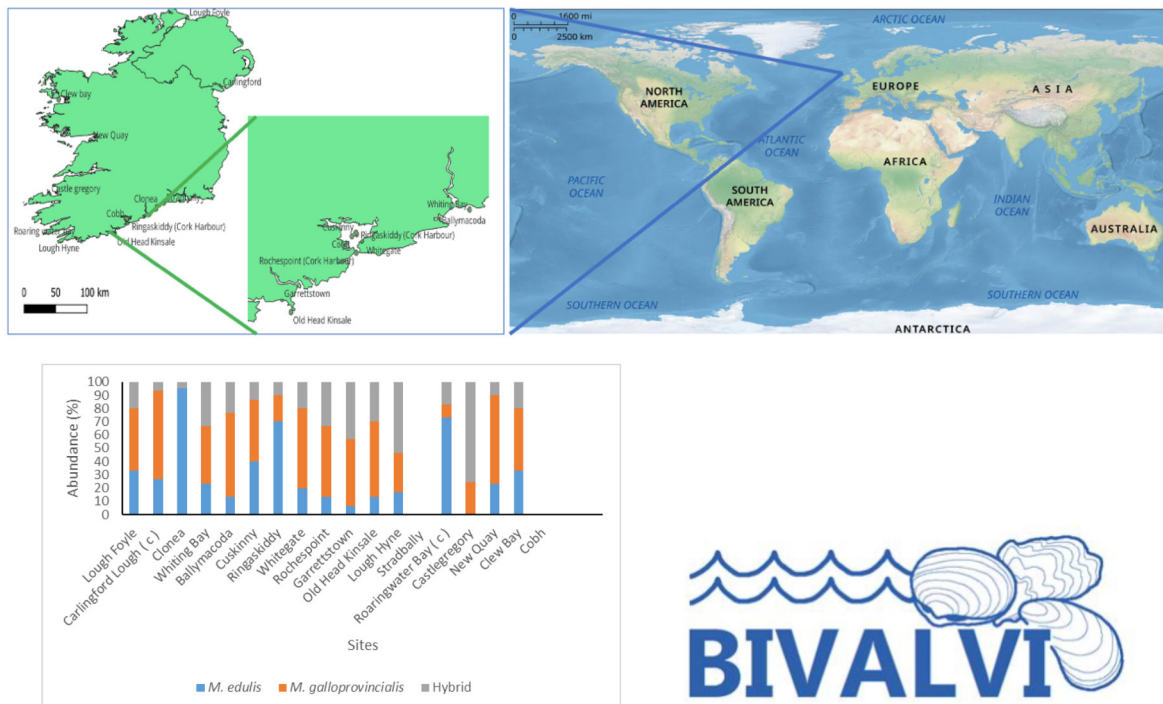 Lough Foyle
Carlingford
Clew bay
New Quay
Castle gregory
Clonea
Cobh
Ringaskiddy (Cork Harbour)
Lough Hyne
Old Head Kinsale
0 50 100 km
Whiting Bay
Ballymacoda
Cuskinny
Ringaskiddy (Cork Harbour)
Cobh
Whitegate
Rochespoint (Cork Harbour)
Garrettstown
Old Head Kinsale
0 1600 mi
0 2500 km
ARCTIC OCEAN
NORTH
AMERICA
EUROPE
ASIA
ATLANTIC
OCEAN
AFRICA
PACIFIC
OCEAN
SOUTH
AMERICA
INDIAN
OCEAN
AUSTRALIA
SOUTHERN OCEAN
SOUTHERN OCEAN
ANTARCTICA
Abundance (%)
100
90
80
70
60
50
40
30
20
10
0
Lough Foyle
Carlingford Lough ( c )
Clonea
Whiting Bay
Ballymacoda
Cuskinny
Ringaskiddy
Whitegate
Rochespoint
Garretstown
Old Head Kinsale
Lough Hyne
Stradbally
Roaringwater Bay ( c )
Castlegregory
New Quay
Clew Bay
Cobh
Sites
M. edulis M. galloprovincialis Hybrid
BIVALVI